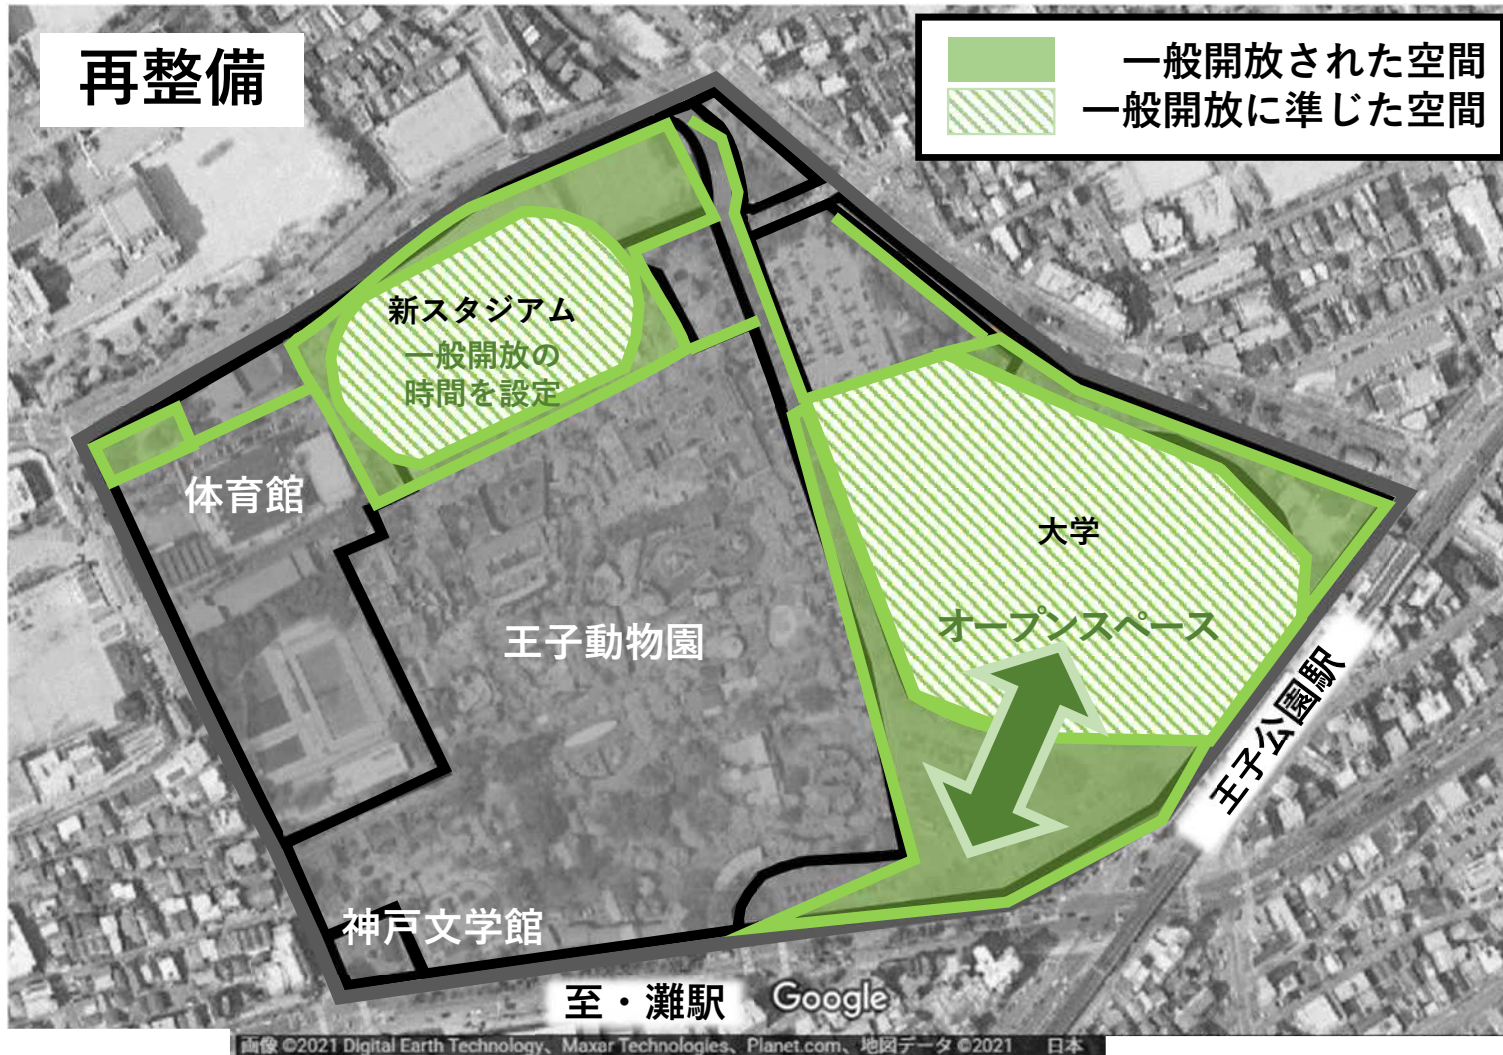 再整備
一般開放された空間
一般開放に準じた空間
新スタジアム
一般開放の
時間を設定
体育館
大学
オープンスペース
王子動物園
王子公園駅
神戸文学館
至・灘駅
Google
画像 ©2021 Digital Earth Technology、Maxar Technologies、Planet.com、地図データ ©2021 日本